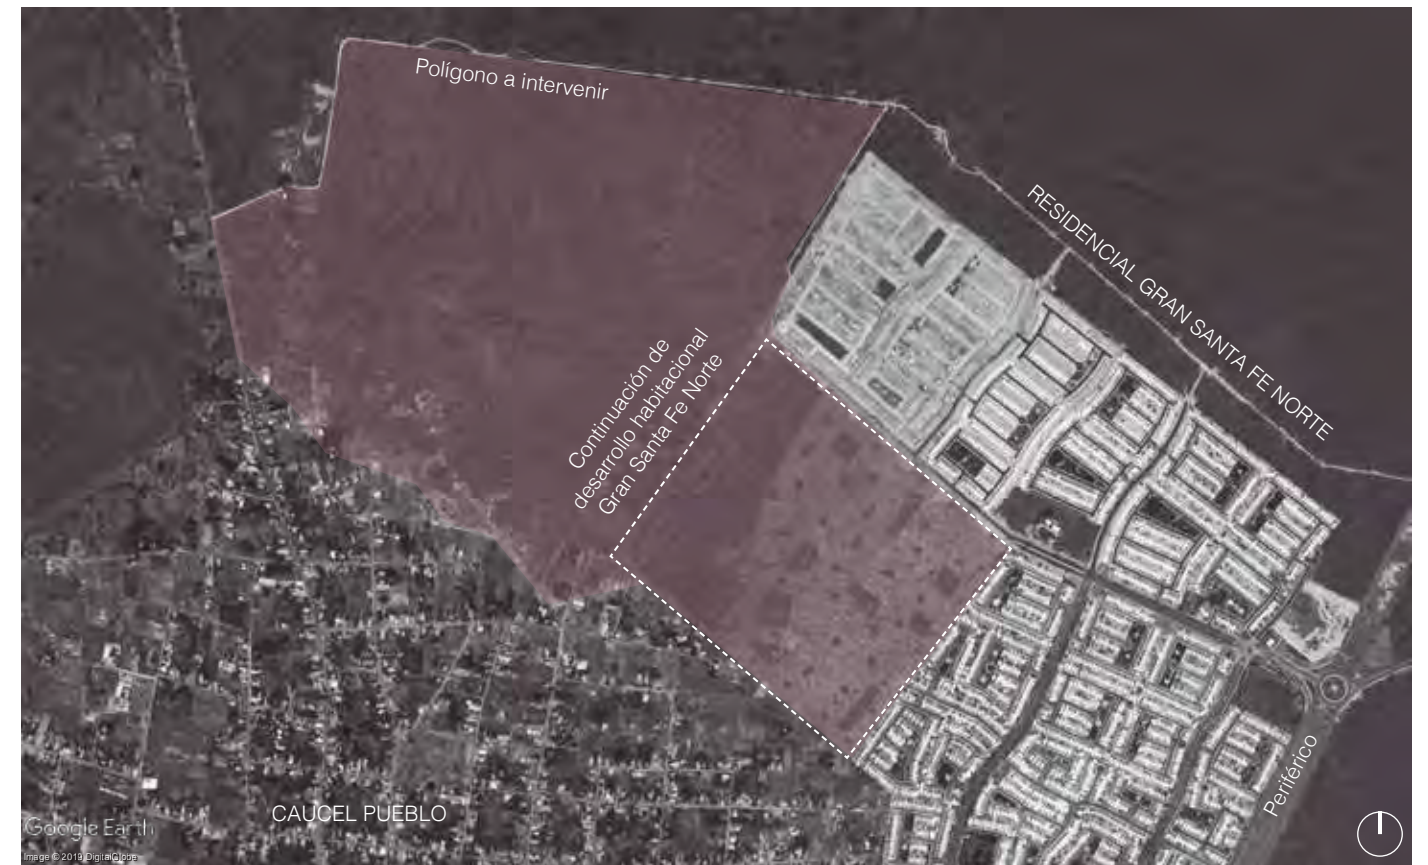 Polígono a intervenir
RESIDENCIAL GRAN SANTA FE NORTE
Continuación de
desarrollo habitacional
Gran Santa Fe Norte
Periférico
CAUCEL PUEBLO
Google Earth
Image © 2019 DigitalGlobe